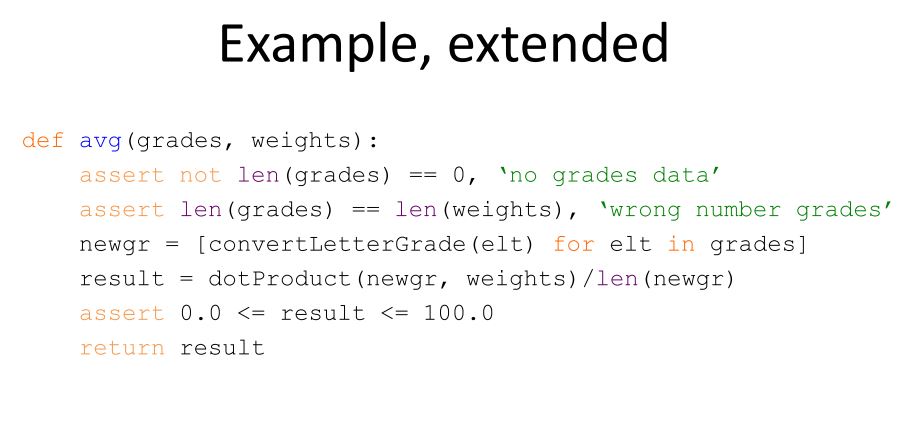 Example, extended
def avg(grades, weights):
    assert not len(grades) == 0, ‘no grades data’
    assert len(grades) == len(weights), ‘wrong number grades’
    newgr = [convertLetterGrade(elt) for elt in grades]
    result = dotProduct(newgr, weights)/len(newgr)
    assert 0.0 <= result <= 100.0
    return result